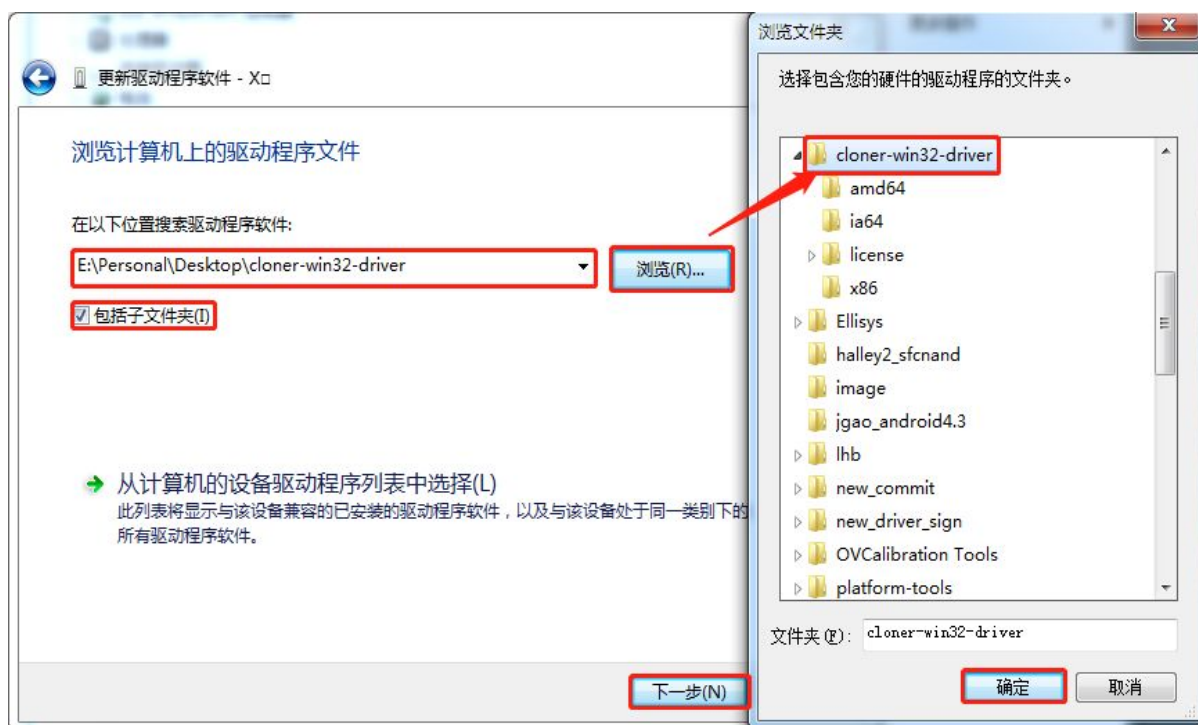 更新驱动程序软件 - X□
浏览计算机上的驱动程序文件
在以下位置搜索驱动程序软件:
E:\Personal\Desktop\cloner-win32-driver
浏览(R)...
包括子文件夹(I)
从计算机的设备驱动程序列表中选择(L)
此列表将显示与该设备兼容的已安装的驱动程序软件，以及与该设备处于同一类别下的
所有驱动程序软件。
下一步(N)
浏览文件夹
选择包含您的硬件的驱动程序的文件夹。
cloner-win32-driver
amd64
ia64
license
x86
Ellisys
halley2_sfcnand
image
jgao_android4.3
lhb
new_commit
new_driver_sign
OVCalibration Tools
platform-tools
文件夹(F): cloner-win32-driver
确定
取消